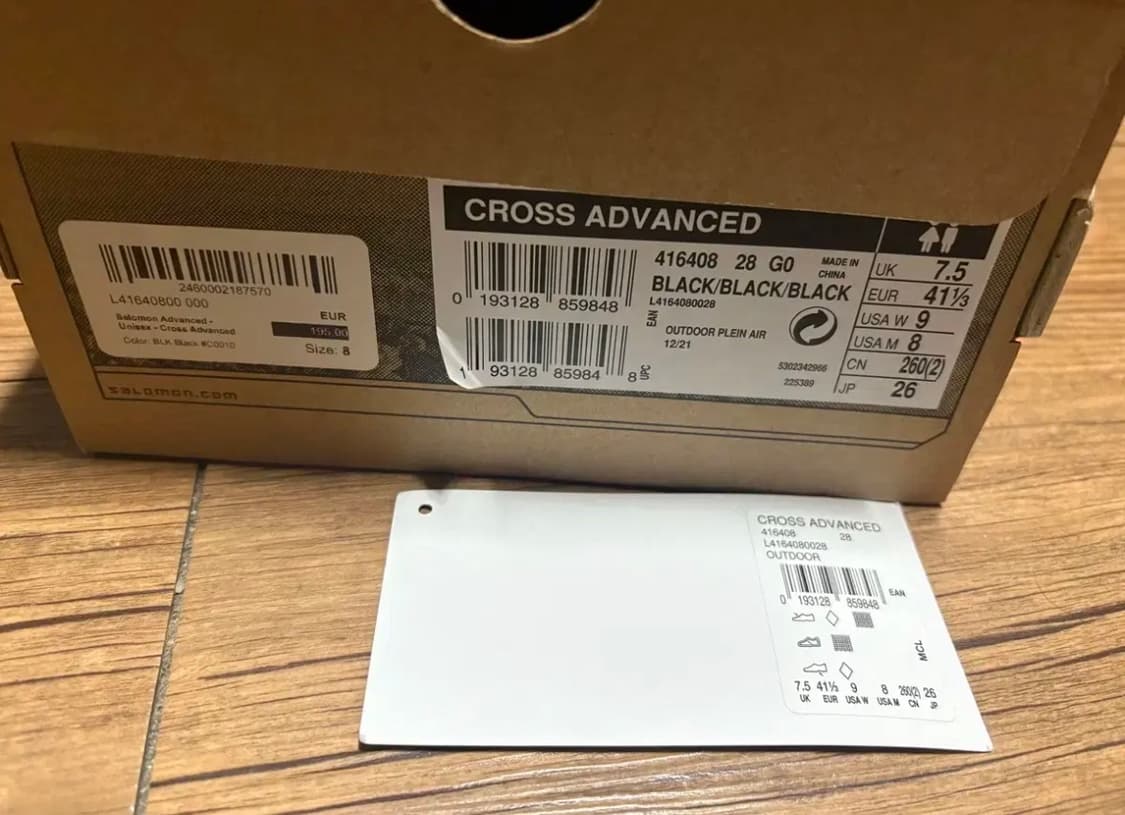 CROSS ADVANCED
2460002187570
L41640800 000
Salomon Advanced -
Unisex - Cross Advanced
Color: BLK Black #C0010
EUR
195.00
Size: 8
0 193128 859848
EAN
1 93128 85984 8
UPC
416408 28 G0
MADE IN
CHINA
BLACK/BLACK/BLACK
L4164080028
OUTDOOR PLEIN AIR
12/21
5302342966
225389
UK 7.5
EUR 41⅓
USA W 9
USA M 8
CN 260(2)
JP 26
salomon.com
CROSS ADVANCED
416408 28
L4164080028
OUTDOOR
EAN
0 193128 859848
MCL
7.5 41⅓ 9 8 260(2) 26
UK EUR USA W USA M CN JP